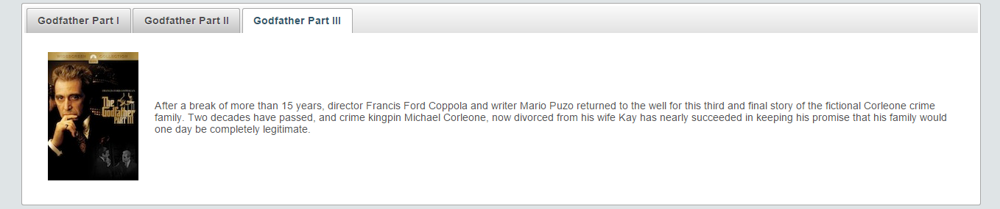 Godfather Part I
Godfather Part II
Godfather Part III
WIDESCREEN COLLECTION
The
Godfather
PART III
After a break of more than 15 years, director Francis Ford Coppola and writer Mario Puzo returned to the well for this third and final story of the fictional Corleone crime
family. Two decades have passed, and crime kingpin Michael Corleone, now divorced from his wife Kay has nearly succeeded in keeping his promise that his family would
one day be completely legitimate.